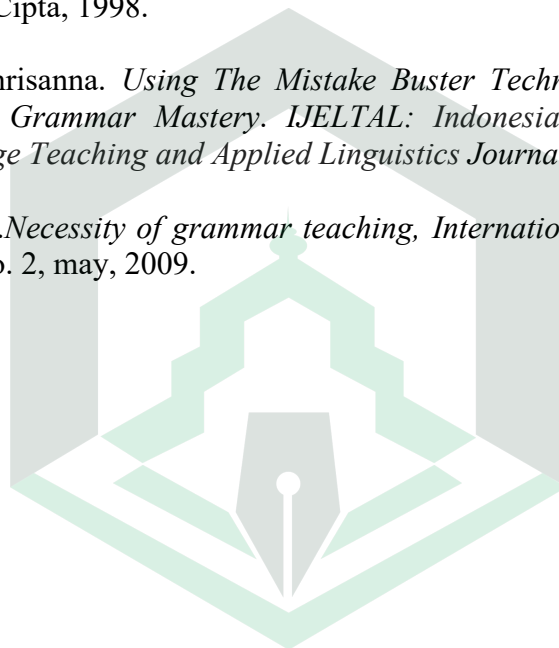 Cipta, 1998.
hrisanna. Using The Mistake Buster Techn
Grammar Mastery. IJELTAL: Indonesia
ge Teaching and Applied Linguistics Journa
.Necessity of grammar teaching, Internatio
o. 2, may, 2009.